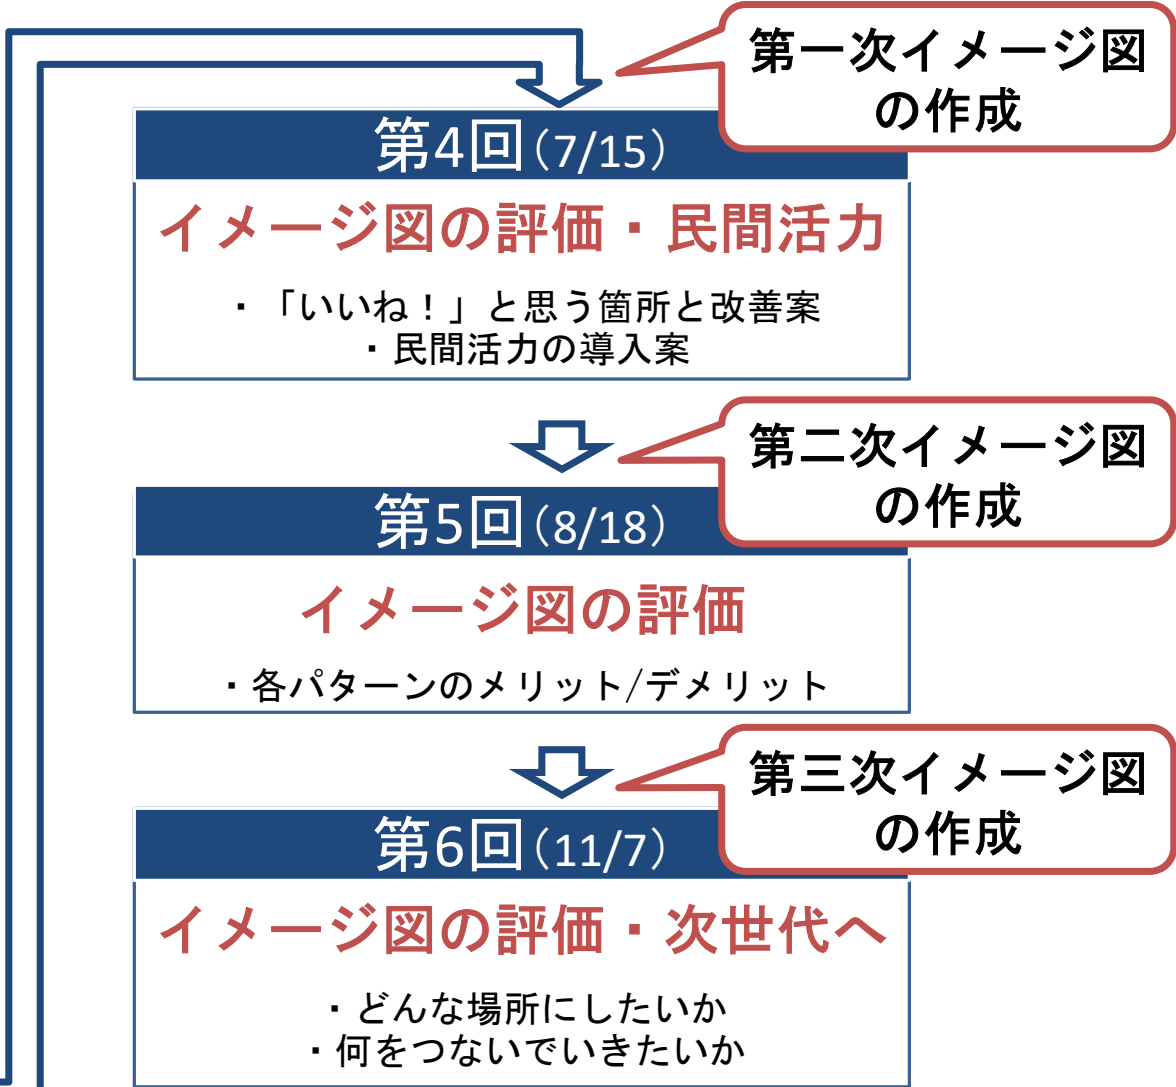 第一次イメージ図
の作成
第4回（7/15）
イメージ図の評価・民間活力
・「いいね！」と思う箇所と改善案
・民間活力の導入案
第二次イメージ図
の作成
第5回（8/18）
イメージ図の評価
・各パターンのメリット/デメリット
第三次イメージ図
の作成
第6回（11/7）
イメージ図の評価・次世代へ
・どんな場所にしたいか
・何をつないでいきたいか